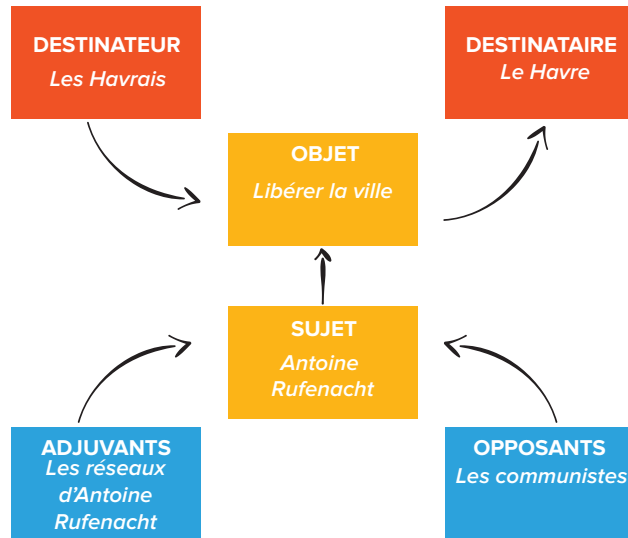 DESTINATEUR
Les Havrais
DESTINATAIRE
Le Havre
OBJET
Libérer la ville
SUJET
Antoine
Rufenacht
ADJUVANTS
Les réseaux
d'Antoine
Rufenacht
OPPOSANTS
Les communistes